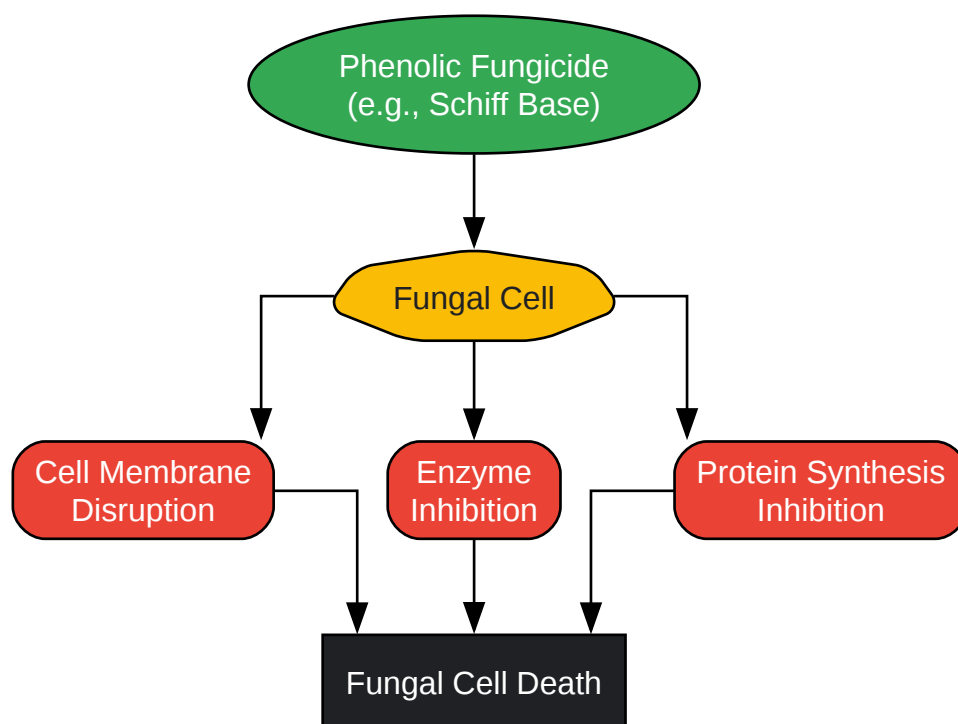 Phenolic Fungicide
(e.g., Schiff Base)
Fungal Cell
Cell Membrane
Disruption
Enzyme
Inhibition
Protein Synthesis
Inhibition
Fungal Cell Death